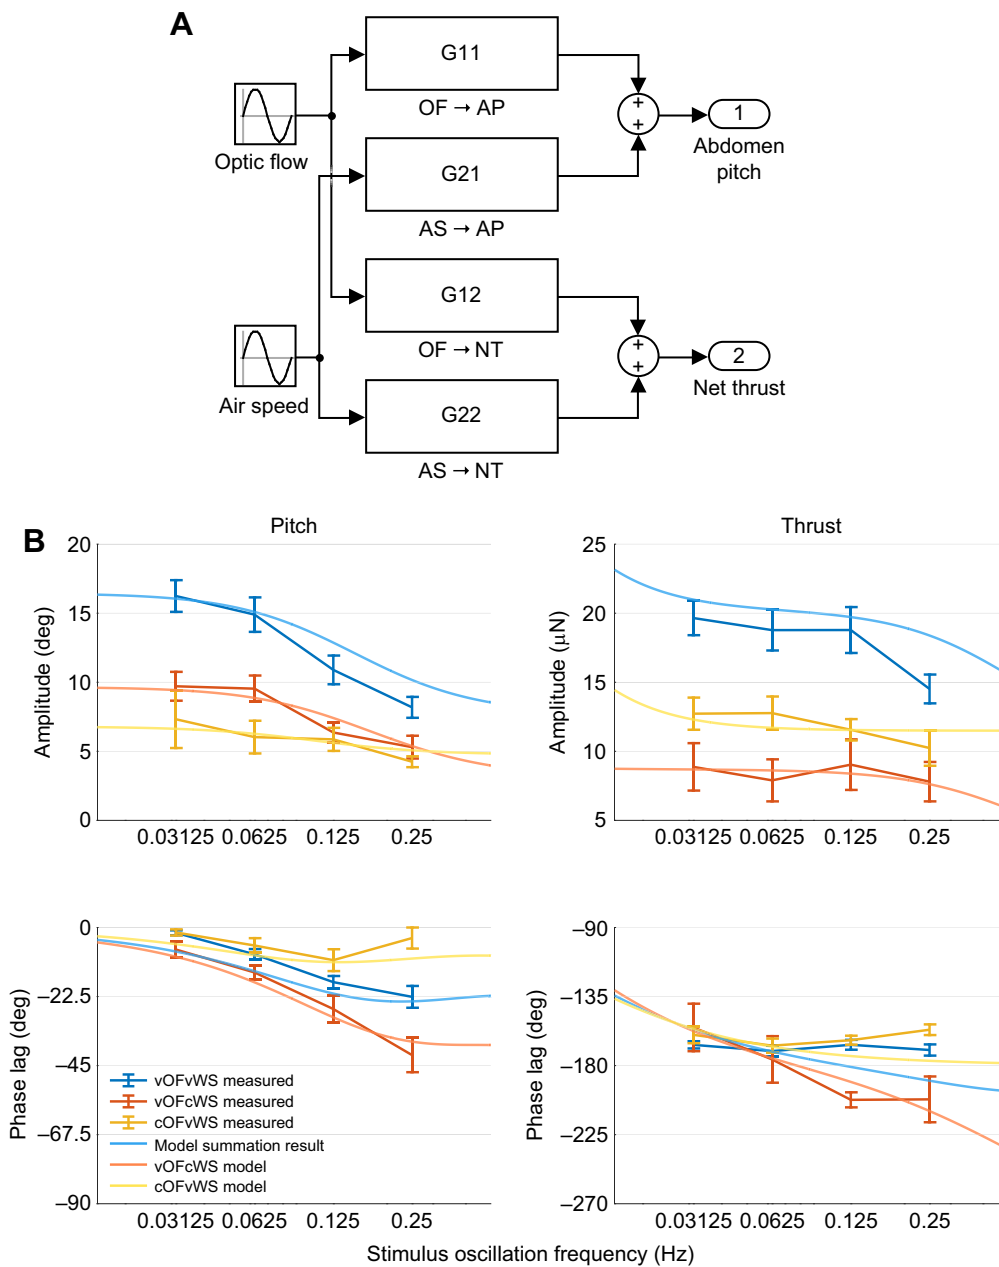 A
G11
OF → AP
Optic flow
G21
AS → AP
+
+
1
Abdomen
pitch
G12
OF → NT
Air speed
G22
AS → NT
+
+
2
Net thrust
B
Pitch
20
15
10
5
0
Amplitude (deg)
0.03125 0.0625 0.125 0.25
Thrust
25
20
15
10
5
Amplitude (μN)
0.03125 0.0625 0.125 0.25
0
–22.5
–45
–67.5
–90
Phase lag (deg)
vOFvWS measured
vOFcWS measured
cOFvWS measured
Model summation result
vOFcWS model
cOFvWS model
0.03125 0.0625 0.125 0.25
–90
–135
–180
–225
–270
Phase lag (deg)
0.03125 0.0625 0.125 0.25
Stimulus oscillation frequency (Hz)